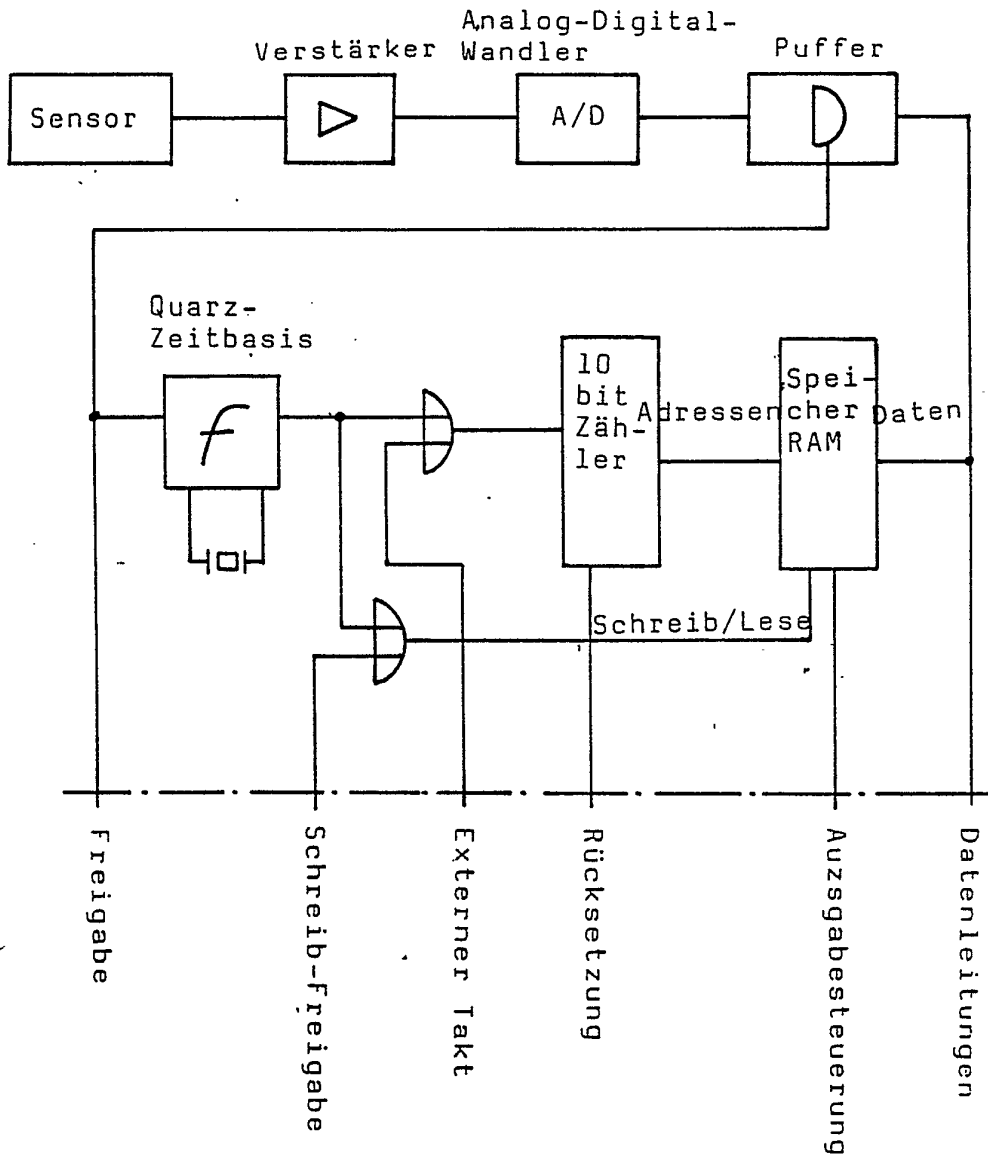 Analog-Digital-
Verstärker
Wandler
Puffer
Sensor
A/D
Quarz-
Zeitbasis
f
10
bit
Zäh-
ler
Adressen
Spei-
cher
RAM
Daten
Schreib/Lese
Freigabe
Schreib-Freigabe
Externer Takt
Rücksetzung
Auzsgabesteuerung
Datenleitungen